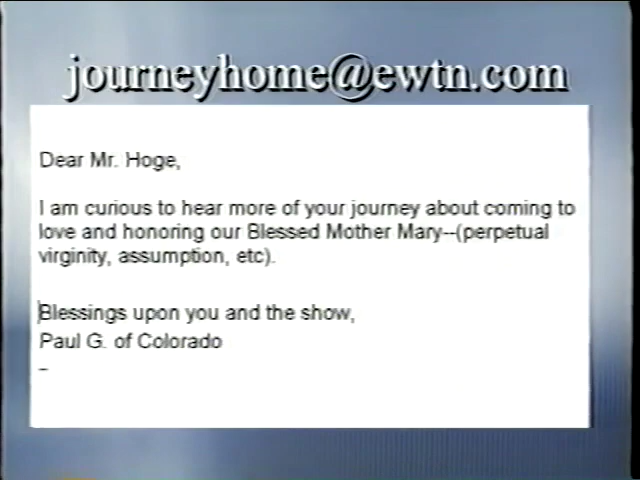 journeyhome@ewtn.com
Dear Mr. Hoge,
I am curious to hear more of your journey about coming to
love and honoring our Blessed Mother Mary--(perpetual
virginity, assumption, etc).
Blessings upon you and the show,
Paul G. of Colorado
–